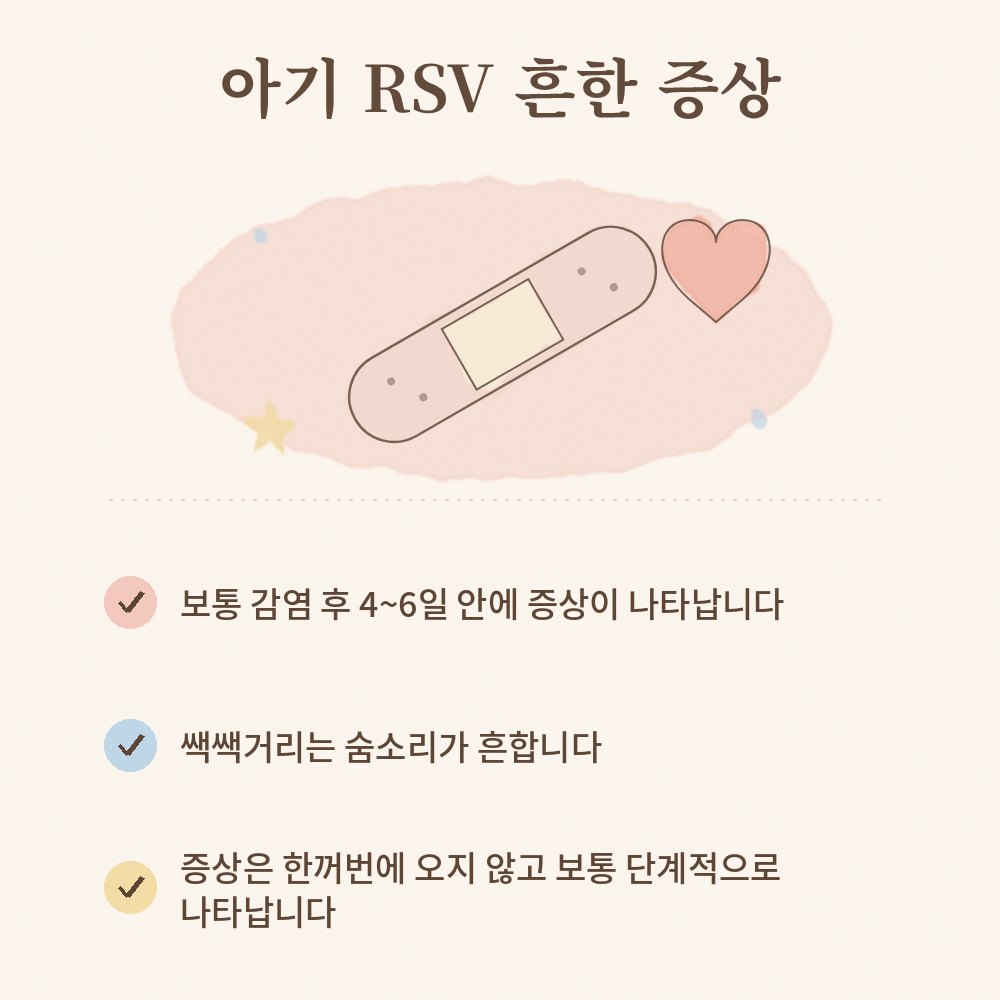 아기 RSV 흔한 증상
보통 감염 후 4~6일 안에 증상이 나타납니다
쌕쌕거리는 숨소리가 흔합니다
증상은 한꺼번에 오지 않고 보통 단계적으로
나타납니다